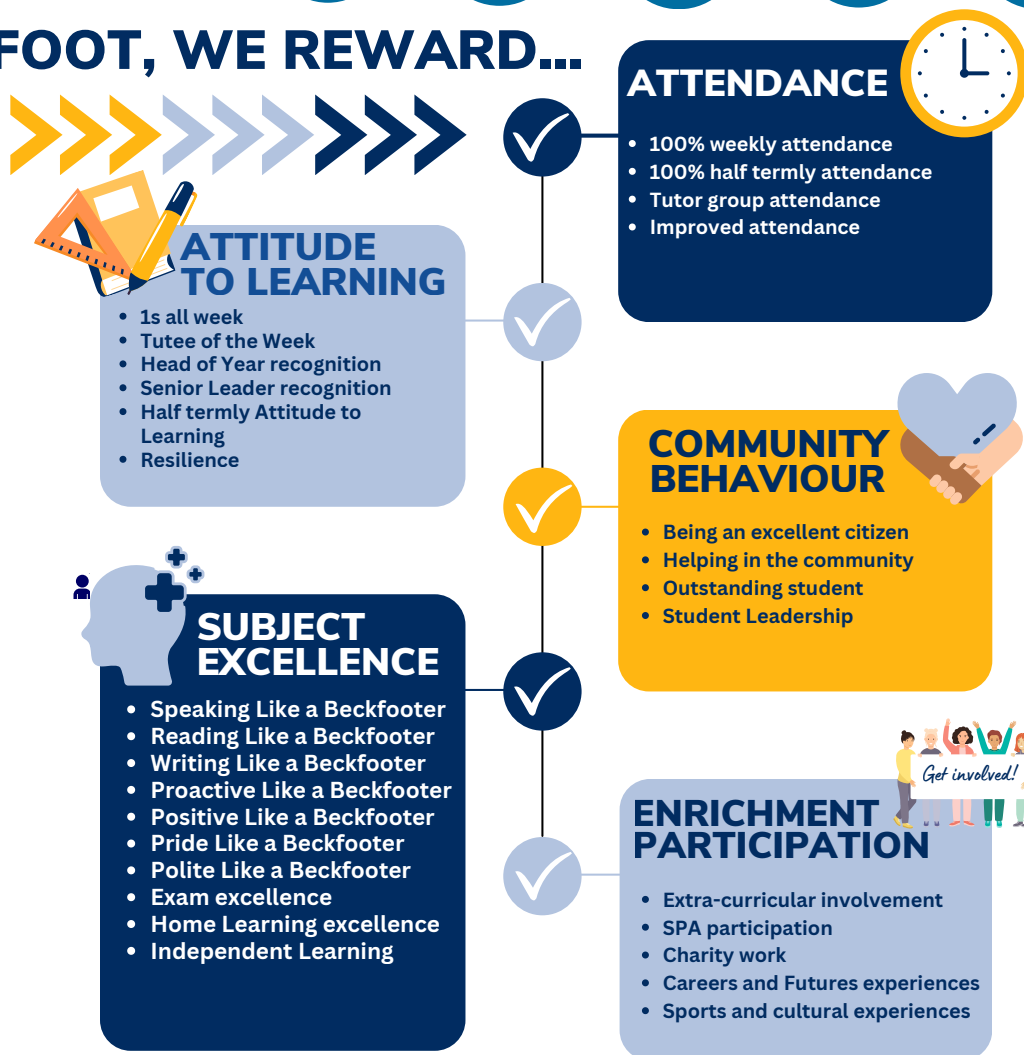 FOOT, WE REWARD...
ATTENDANCE
• 100% weekly attendance
• 100% half termly attendance
• Tutor group attendance
• Improved attendance
ATTITUDE
TO LEARNING
• 1s all week
• Tutee of the Week
• Head of Year recognition
• Senior Leader recognition
• Half termly Attitude to
Learning
• Resilience
COMMUNITY
BEHAVIOUR
• Being an excellent citizen
• Helping in the community
• Outstanding student
• Student Leadership
SUBJECT
EXCELLENCE
• Speaking Like a Beckfooter
• Reading Like a Beckfooter
• Writing Like a Beckfooter
• Proactive Like a Beckfooter
• Positive Like a Beckfooter
• Pride Like a Beckfooter
• Polite Like a Beckfooter
• Exam excellence
• Home Learning excellence
• Independent Learning
Get involved!
ENRICHMENT
PARTICIPATION
• Extra-curricular involvement
• SPA participation
• Charity work
• Careers and Futures experiences
• Sports and cultural experiences